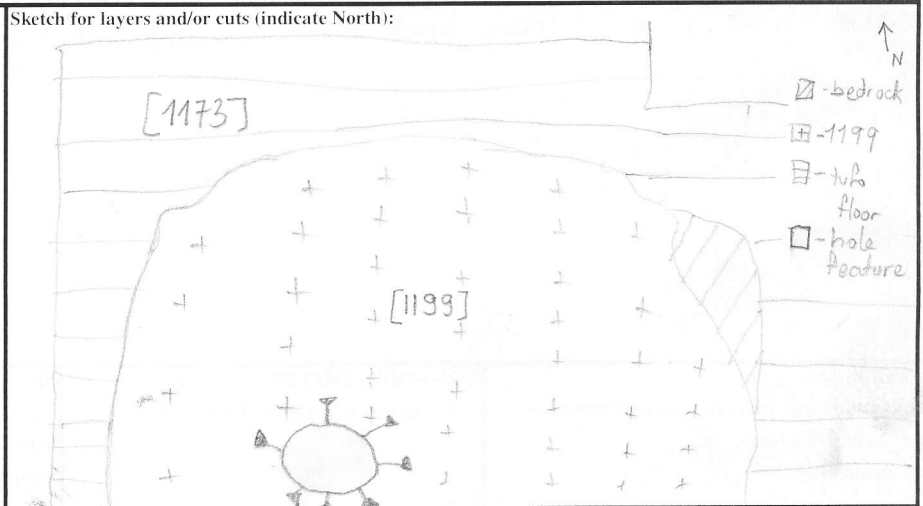 Sketch for layers and/or cuts (indicate North):
N
[1173]
- bedrock
- 1199
- tufo
floor
- hole
feature
[1199]